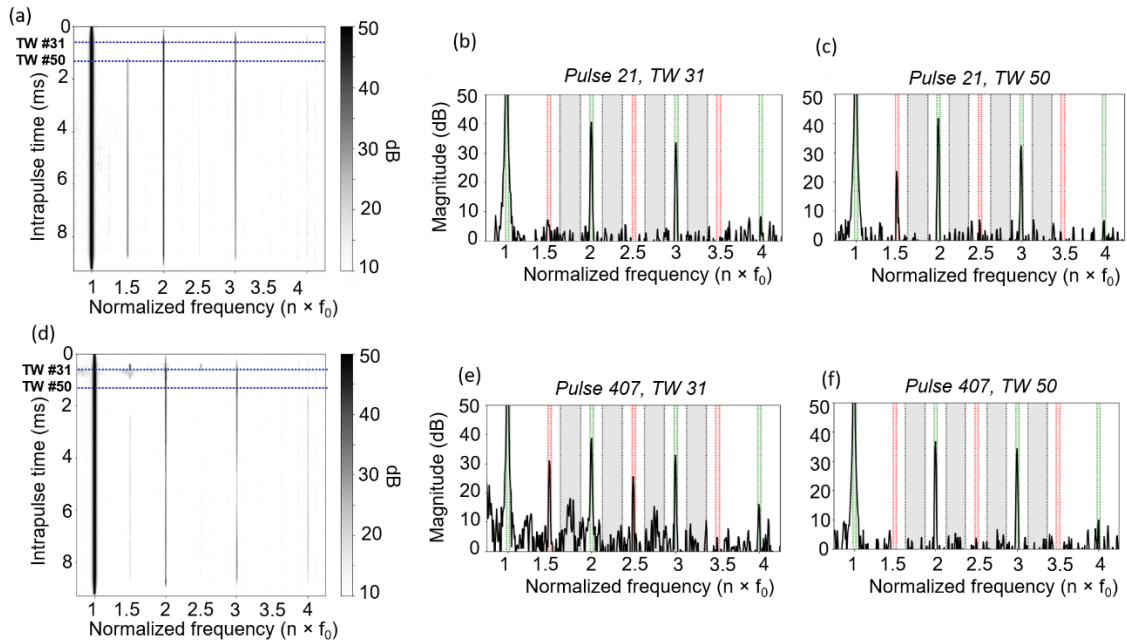 (a)
0
TW #31
TW #50
2
4
6
8
Intrapulse time (ms)
1 1.5 2 2.5 3 3.5 4
Normalized frequency (n × f₀)
50
40
30
20
10
dB
(b)
Pulse 21, TW 31
50
40
30
20
10
0
Magnitude (dB)
1 1.5 2 2.5 3 3.5 4
Normalized frequency (n × f₀)
(c)
Pulse 21, TW 50
50
40
30
20
10
0
1 1.5 2 2.5 3 3.5 4
Normalized frequency (n × f₀)
(d)
0
TW #31
TW #50
2
4
6
8
Intrapulse time (ms)
1 1.5 2 2.5 3 3.5 4
Normalized frequency (n × f₀)
50
40
30
20
10
dB
(e)
Pulse 407, TW 31
50
40
30
20
10
0
Magnitude (dB)
1 1.5 2 2.5 3 3.5 4
Normalized frequency (n × f₀)
(f)
Pulse 407, TW 50
50
40
30
20
10
0
1 1.5 2 2.5 3 3.5 4
Normalized frequency (n × f₀)